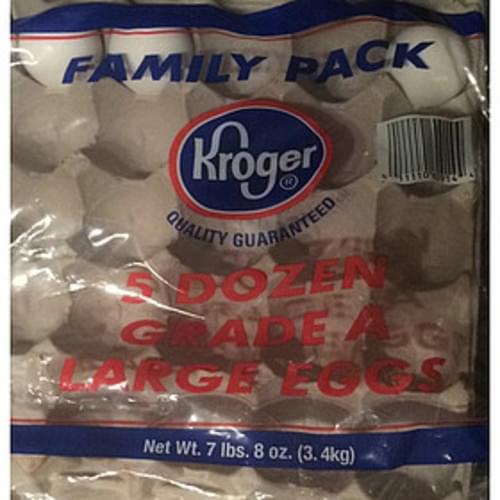 FAMILY PACK
Kroger®
QUALITY GUARANTEED
5 DOZEN
GRADE A
LARGE EGGS
Net Wt. 7 lbs. 8 oz. (3.4kg)